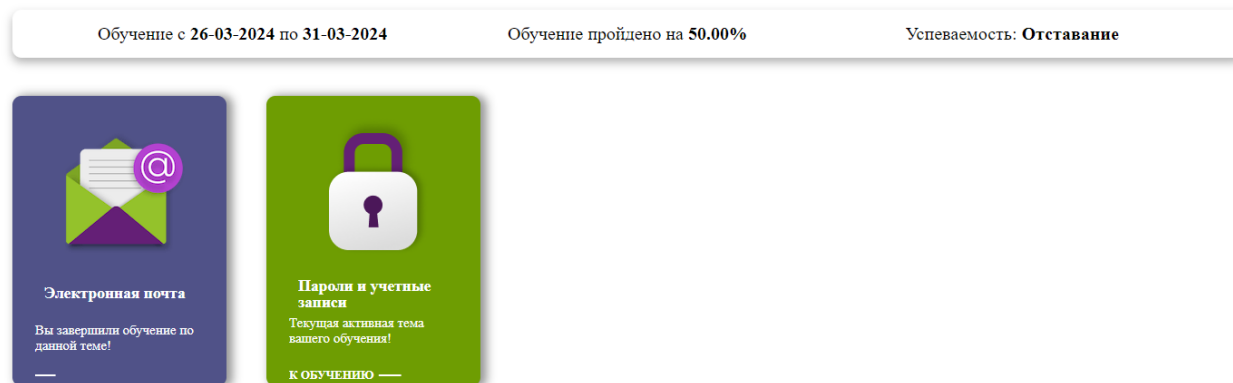 Обучение с 26-03-2024 по 31-03-2024
Обучение пройдено на 50.00%
Успеваемость: Отставание
@
Электронная почта
Вы завершили обучение по
данной теме!
Пароли и учетные
записи
Текущая активная тема
вашего обучения!
К ОБУЧЕНИЮ